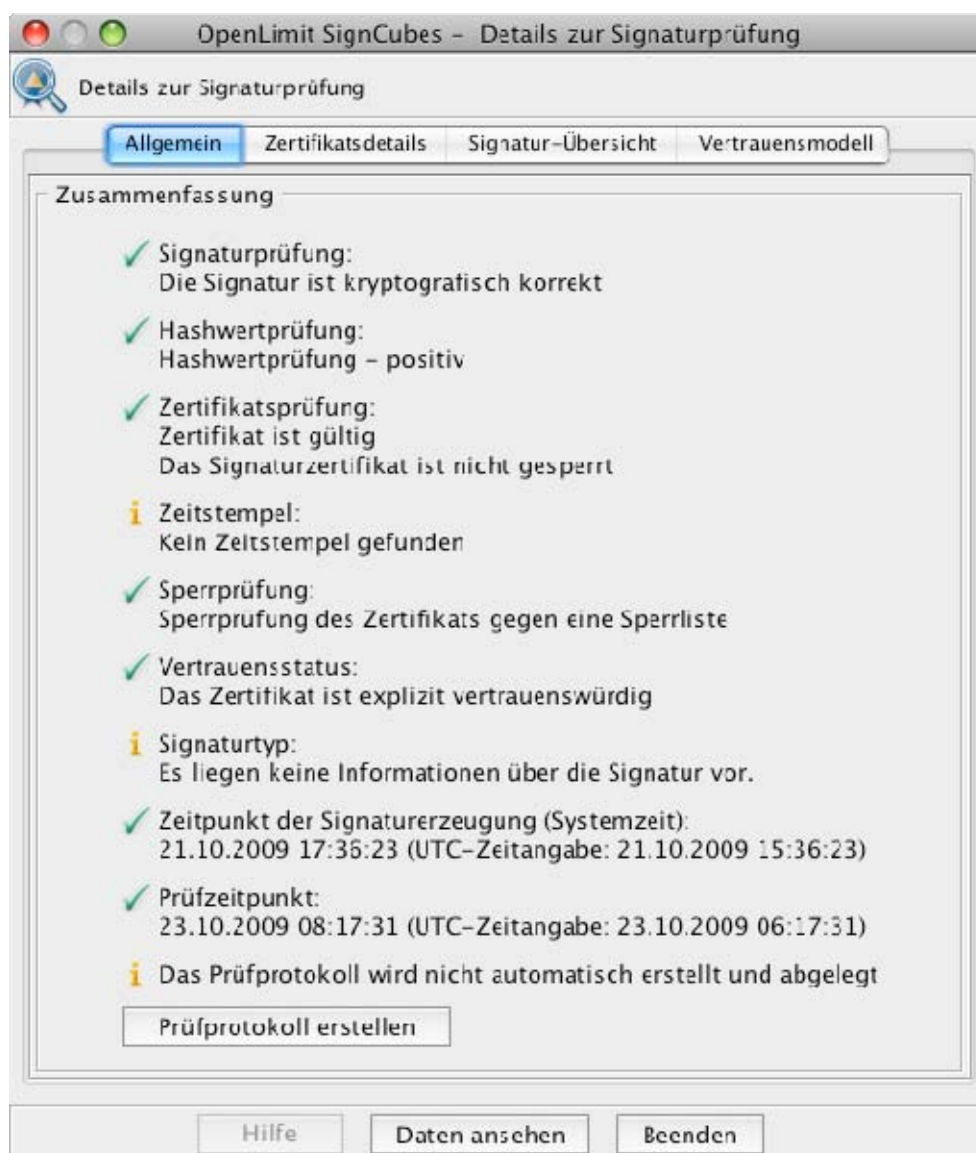 OpenLimit SignCubes – Details zur Signaturprüfung
Details zur Signaturprüfung
Allgemein
Zertifikatsdetails
Signatur-Übersicht
Vertrauensmodell
Zusammenfassung
Signaturprüfung:
Die Signatur ist kryptografisch korrekt
Hashwertprüfung:
Hashwertprüfung – positiv
Zertifikatsprüfung:
Zertifikat ist gültig
Das Signaturzertifikat ist nicht gesperrt
Zeitstempel:
Kein Zeitstempel gefunden
Sperrprüfung:
Sperrprüfung des Zertifikats gegen eine Sperrliste
Vertrauensstatus:
Das Zertifikat ist explizit vertrauenswürdig
Signaturtyp:
Es liegen keine Informationen über die Signatur vor.
Zeitpunkt der Signaturerzeugung (Systemzeit):
21.10.2009 17:36:23 (UTC-Zeitangabe: 21.10.2009 15:36:23)
Prüfzeitpunkt:
23.10.2009 08:17:31 (UTC-Zeitangabe: 23.10.2009 06:17:31)
Das Prüfprotokoll wird nicht automatisch erstellt und abgelegt
Prüfprotokoll erstellen
Hilfe
Daten ansehen
Beenden